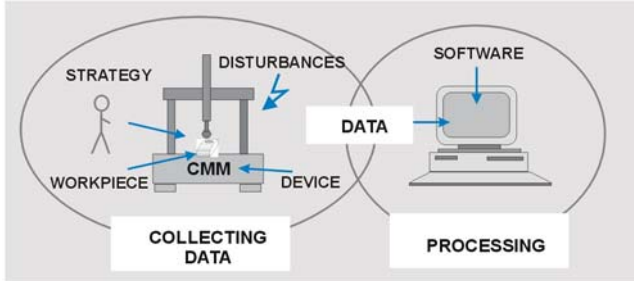 STRATEGY
DISTURBANCES
SOFTWARE
DATA
WORKPIECE
CMM
DEVICE
COLLECTING
DATA
PROCESSING